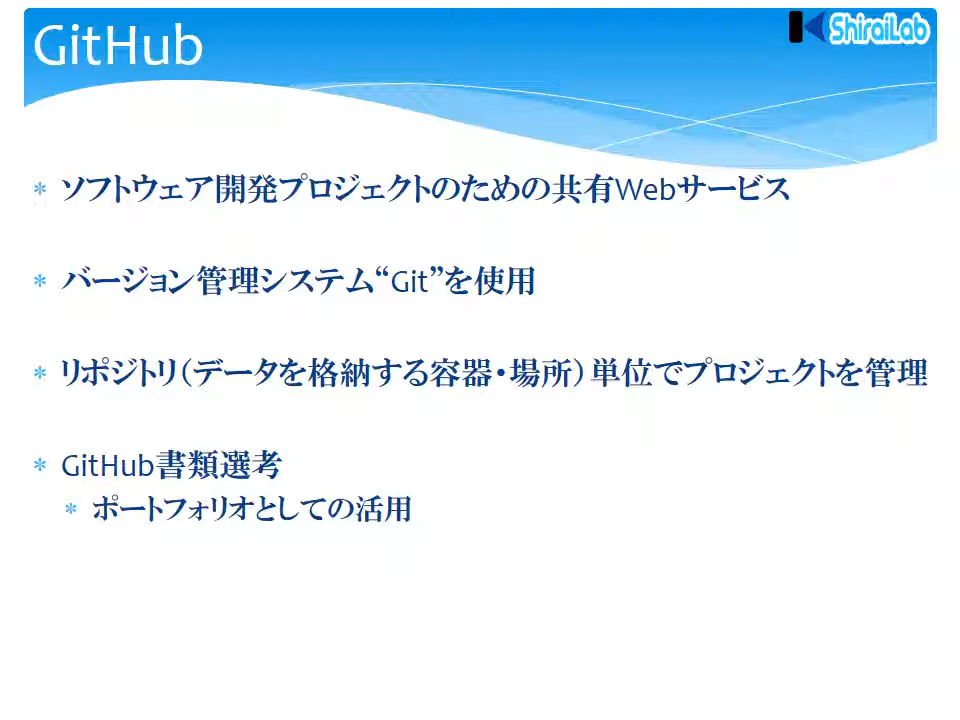 GitHub
ShiraiLab
* ソフトウェア開発プロジェクトのための共有Webサービス
* バージョン管理システム“Git”を使用
* リポジトリ（データを格納する容器・場所）単位でプロジェクトを管理
* GitHub書類選考
* ポートフォリオとしての活用